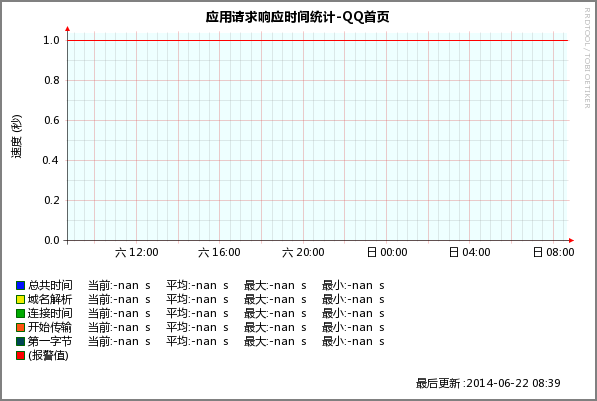 应用请求响应时间统计-QQ首页
RRDTOOL / TOBI OETIKER
速度 (秒)
1.0
0.8
0.6
0.4
0.2
0.0
六 12:00 六 16:00 六 20:00 日 00:00 日 04:00 日 08:00
总共时间 当前:-nan s 平均:-nan s 最大:-nan s 最小:-nan s
域名解析 当前:-nan s 平均:-nan s 最大:-nan s 最小:-nan s
连接时间 当前:-nan s 平均:-nan s 最大:-nan s 最小:-nan s
开始传输 当前:-nan s 平均:-nan s 最大:-nan s 最小:-nan s
第一字节 当前:-nan s 平均:-nan s 最大:-nan s 最小:-nan s
(报警值)
最后更新 :2014-06-22 08:39